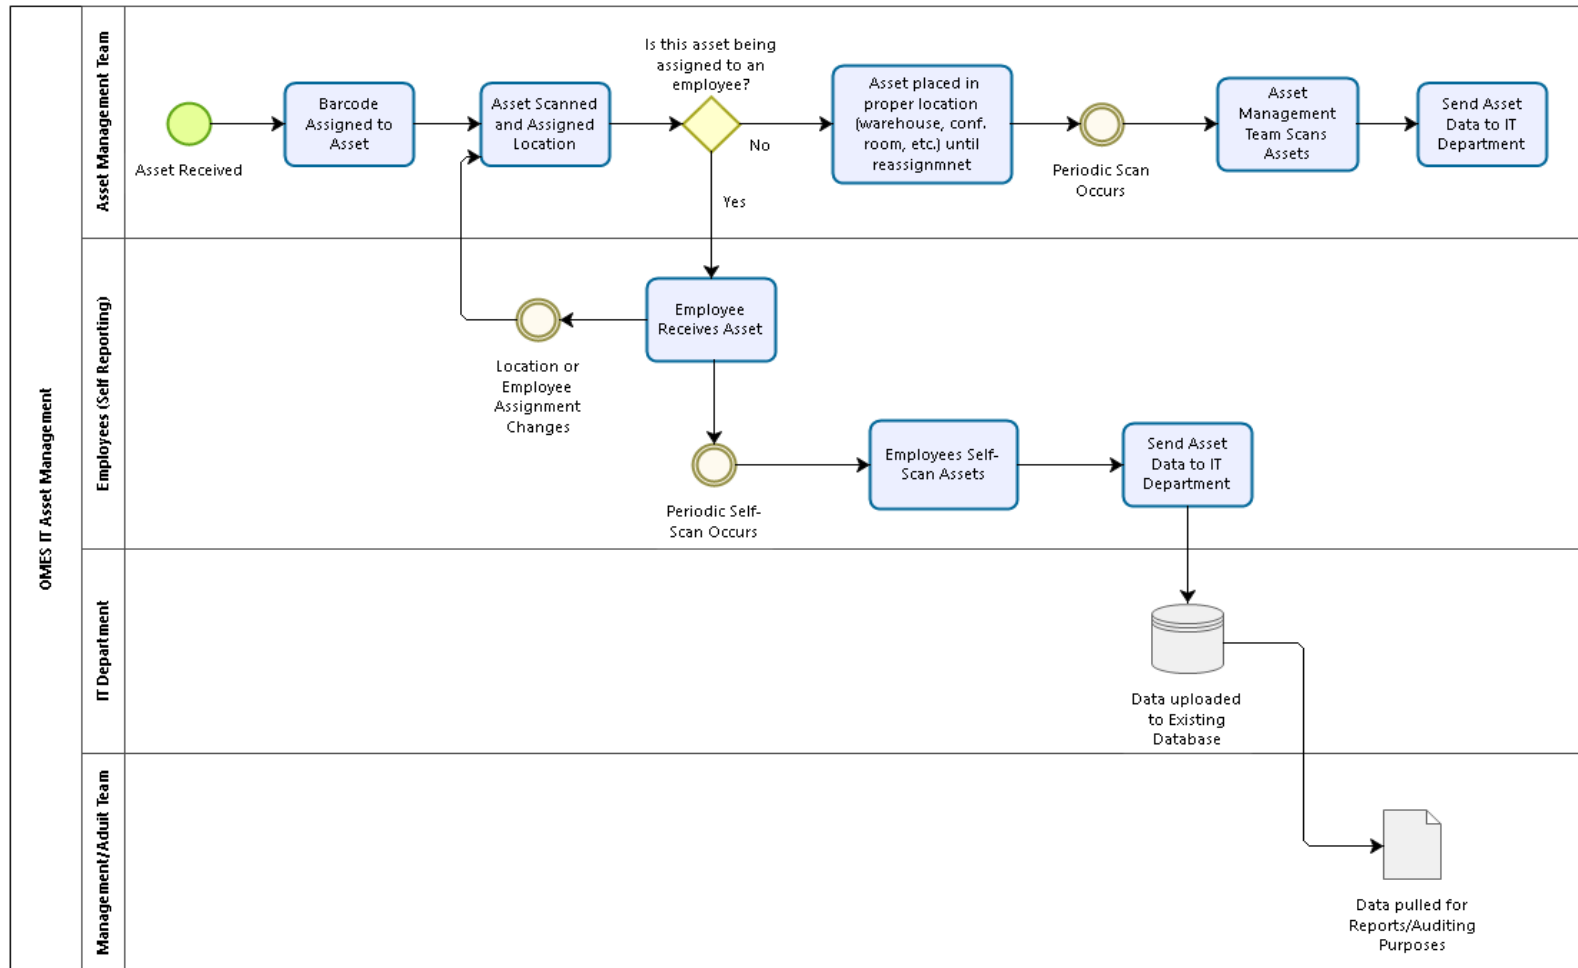 OMES IT Asset Management
Asset Management Team
Asset Received
Barcode
Assigned to
Asset
Asset Scanned
and Assigned
Location
Is this asset being
assigned to an
employee?
No
Yes
Asset placed in
proper location
(warehouse, conf.
room, etc.) until
reassignmnet
Periodic Scan
Occurs
Asset
Management
Team Scans
Assets
Send Asset
Data to IT
Department
Employees (Self Reporting)
Employee
Receives Asset
Location or
Employee
Assignment
Changes
Periodic Self-
Scan Occurs
Employees Self-
Scan Assets
Send Asset
Data to IT
Department
IT Department
Data uploaded
to Existing
Database
Management/Aduit Team
Data pulled for
Reports/Auditing
Purposes